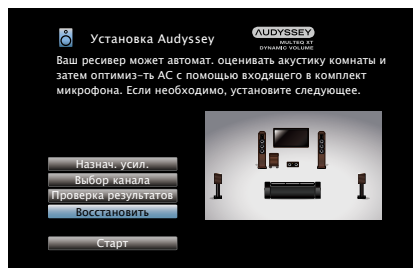 Установка Audyssey
AUDYSSEY
MULTEQ XT
DYNAMIC VOLUME
Ваш ресивер может автомат. оценивать акустику комнаты и
затем оптимиз-ть АС с помощью входящего в комплект
микрофона. Если необходимо, установите следующее.
Назнач. усил.
Выбор канала
Проверка результатов
Восстановить
Старт